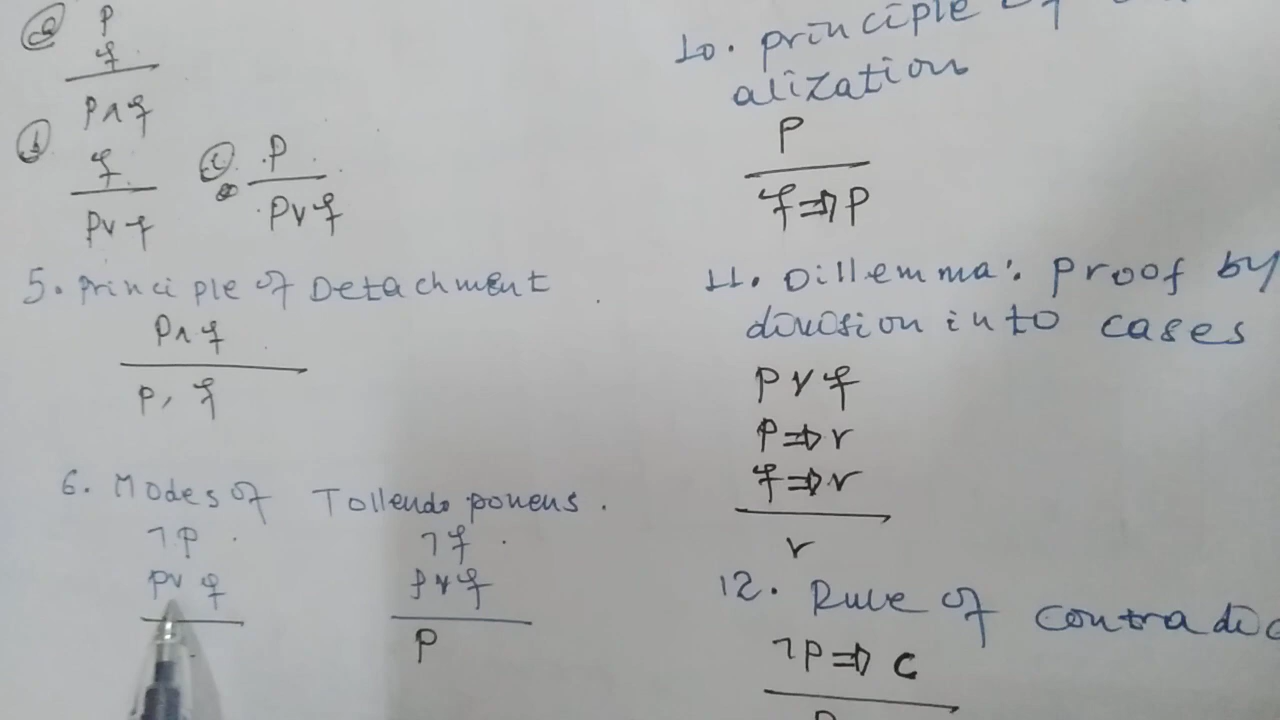 ⓐ P
q
P∧q
ⓑ q
P∨q
ⓒ P
P∨q
5. principle of Detachment
P∧q
P, q
6. Modes of Tollendo ponens.
¬P
P∨q
¬q
P∨q
P
10. principle of
alization
P
q⇒P
11. Dillemma: proof by
division into cases
P∨q
P⇒r
q⇒r
r
12. Rule of contradic
¬P⇒C